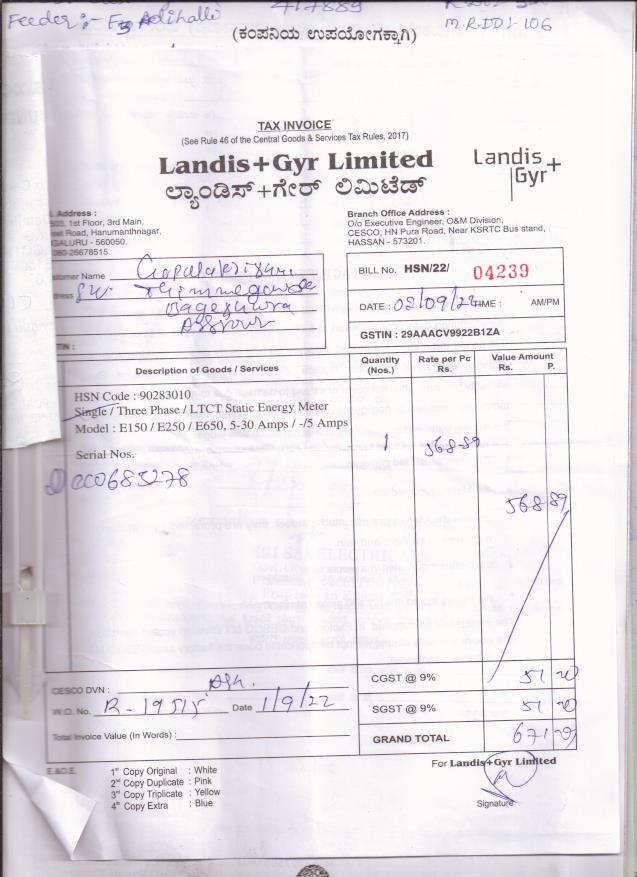 Feeder :- F3 Adihalli
417889
M.R.ID :- 106
(ಕಂಪನಿಯ ಉಪಯೋಗಕ್ಕಾಗಿ)
TAX INVOICE
(See Rule 46 of the Central Goods & Services Tax Rules, 2017)
Landis+Gyr Limited
ಲ್ಯಾಂಡಿಸ್+ಗೇರ್ ಲಿಮಿಟೆಡ್
Landis+
Gyr
Address :
1st Floor, 3rd Main,
Road, Hanumanthnagar,
- 560050.
080-26678515
Branch Office Address :
O/o Executive Engineer, O&M Division,
CESCO, HN Pura Road, Near KSRTC Bus stand,
HASSAN - 573201.
Customer Name
BILL No. HSN/22/ 04239
DATE : 02/09/22 TIME : AM/PM
GSTIN : 29AAACV9922B1ZA
Description of Goods / Services
Quantity (Nos.)
Rate per Pc Rs.
Value Amount Rs. P.
HSN Code : 90283010
Single / Three Phase / LTCT Static Energy Meter
Model : E150 / E250 / E650, 5-30 Amps / -/5 Amps
Serial Nos. 1 568-89
0685278
568 89
CGST @ 9% 51 20
SGST @ 9% 51 20
GRAND TOTAL 671 29
CESCO DVN :
W.O. No. R-19515 Date 1/9/22
Total Invoice Value (In Words) :
For Landis+Gyr Limited
Signature
E.&O.E.
1st Copy Original : White
2nd Copy Duplicate : Pink
3rd Copy Triplicate : Yellow
4th Copy Extra : Blue